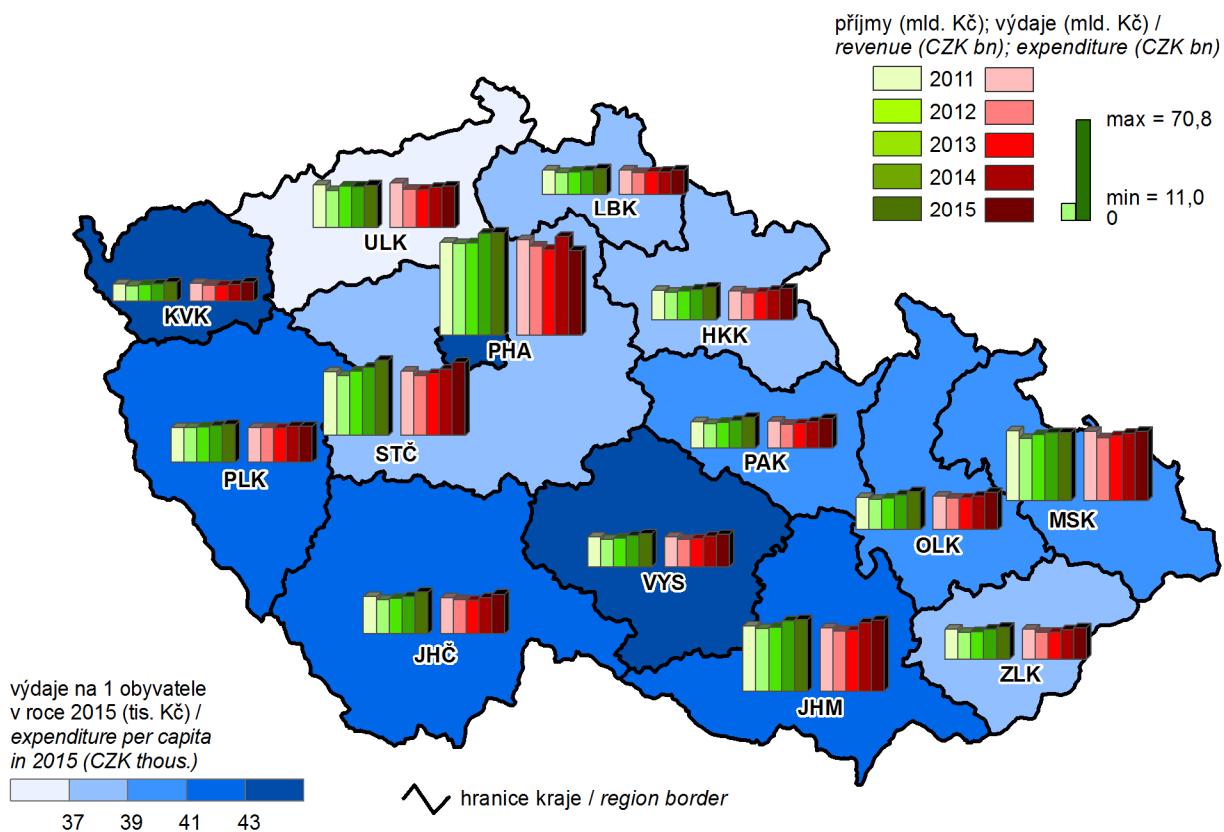 příjmy (mld. Kč); výdaje (mld. Kč) /
revenue (CZK bn); expenditure (CZK bn)
2011
2012
2013
2014
2015
max = 70,8
min = 11,0
0
LBK
ULK
KVK
PHA
HKK
STČ
PLK
PAK
MSK
OLK
VYS
JHČ
ZLK
JHM
výdaje na 1 obyvatele
v roce 2015 (tis. Kč) /
expenditure per capita
in 2015 (CZK thous.)
37 39 41 43
hranice kraje / region border